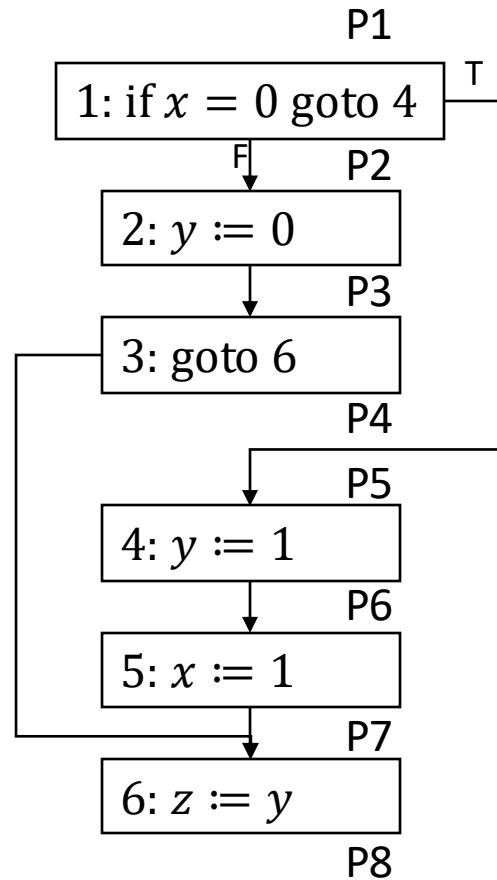 P1
T
1: if x = 0 goto 4
F
P2
2: y := 0
P3
3: goto 6
P4
P5
4: y := 1
P6
5: x := 1
P7
6: z := y
P8